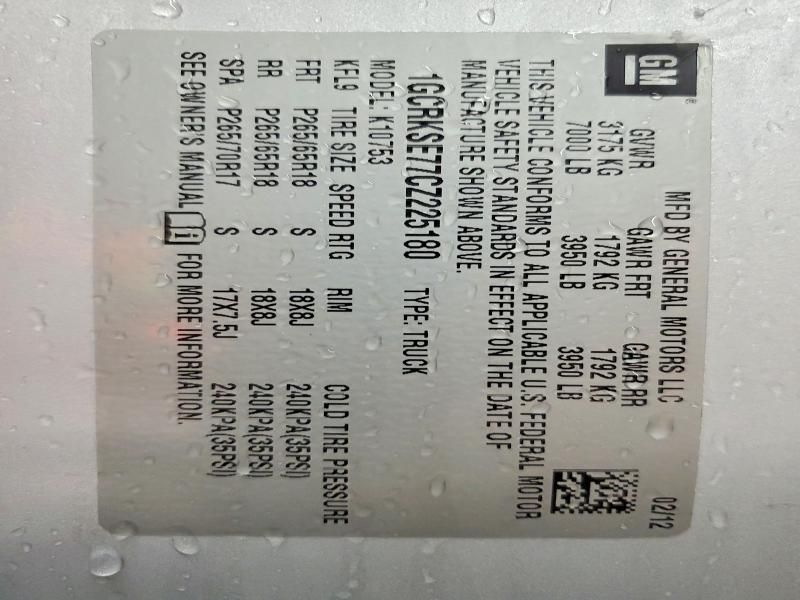 GM ®
MFD BY GENERAL MOTORS LLC 02/12
GVWR GAWR FRT GAWR RR
3175 KG 1792 KG 1792 KG
7000 LB 3950 LB 3950 LB
THIS VEHICLE CONFORMS TO ALL APPLICABLE U.S. FEDERAL MOTOR
VEHICLE SAFETY STANDARDS IN EFFECT ON THE DATE OF
MANUFACTURE SHOWN ABOVE.
1GCRKSE77CZ225180 TYPE: TRUCK
MODEL: K10753
KFL9 TIRE SIZE SPEED RTG RIM COLD TIRE PRESSURE
FRT P265/65R18 S 18X8J 240KPA(35PSI)
RR P265/65R18 S 18X8J 240KPA(35PSI)
SPA P265/70R17 S 17X7.5J 240KPA(35PSI)
SEE OWNER'S MANUAL FOR MORE INFORMATION.